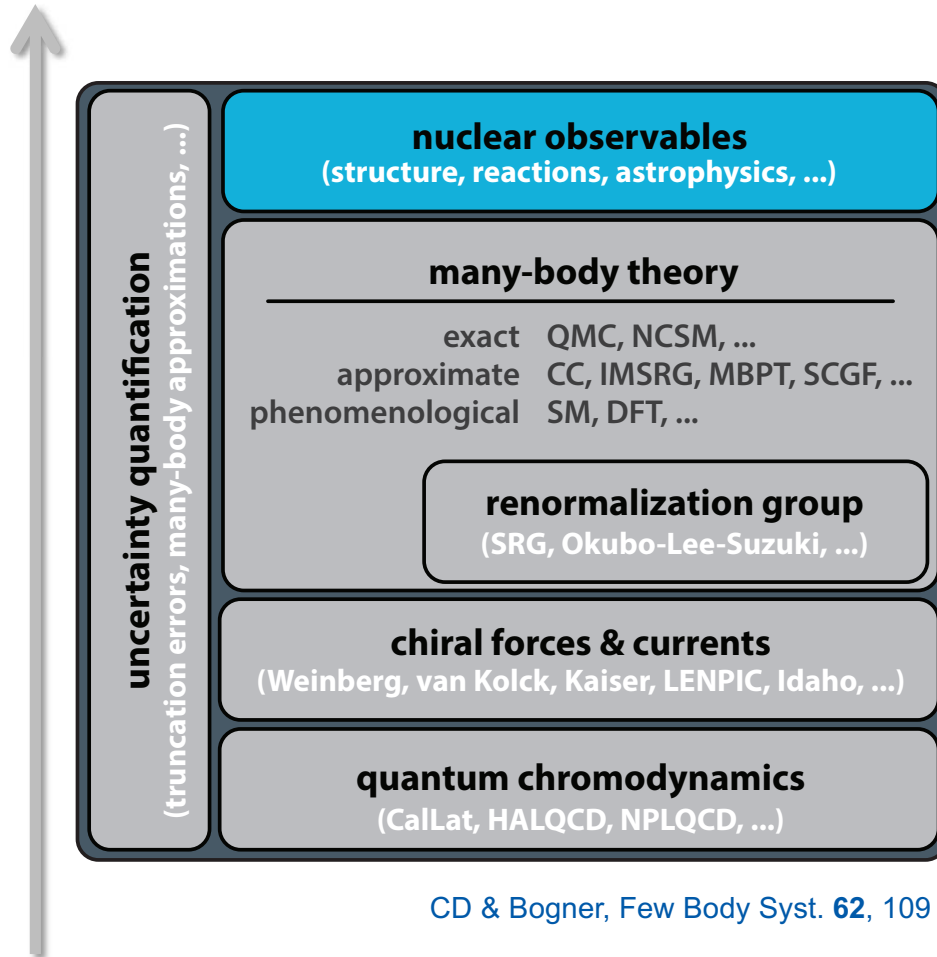 uncertainty quantification
(truncation errors, many-body approximations, ...)
nuclear observables
(structure, reactions, astrophysics, ...)
many-body theory
exact QMC, NCSM, ...
approximate CC, IMSRG, MBPT, SCGF, ...
phenomenological SM, DFT, ...
renormalization group
(SRG, Okubo-Lee-Suzuki, ...)
chiral forces & currents
(Weinberg, van Kolck, Kaiser, LENPIC, Idaho, ...)
quantum chromodynamics
(CalLat, HALQCD, NPLQCD, ...)
CD & Bogner, Few Body Syst. 62, 109